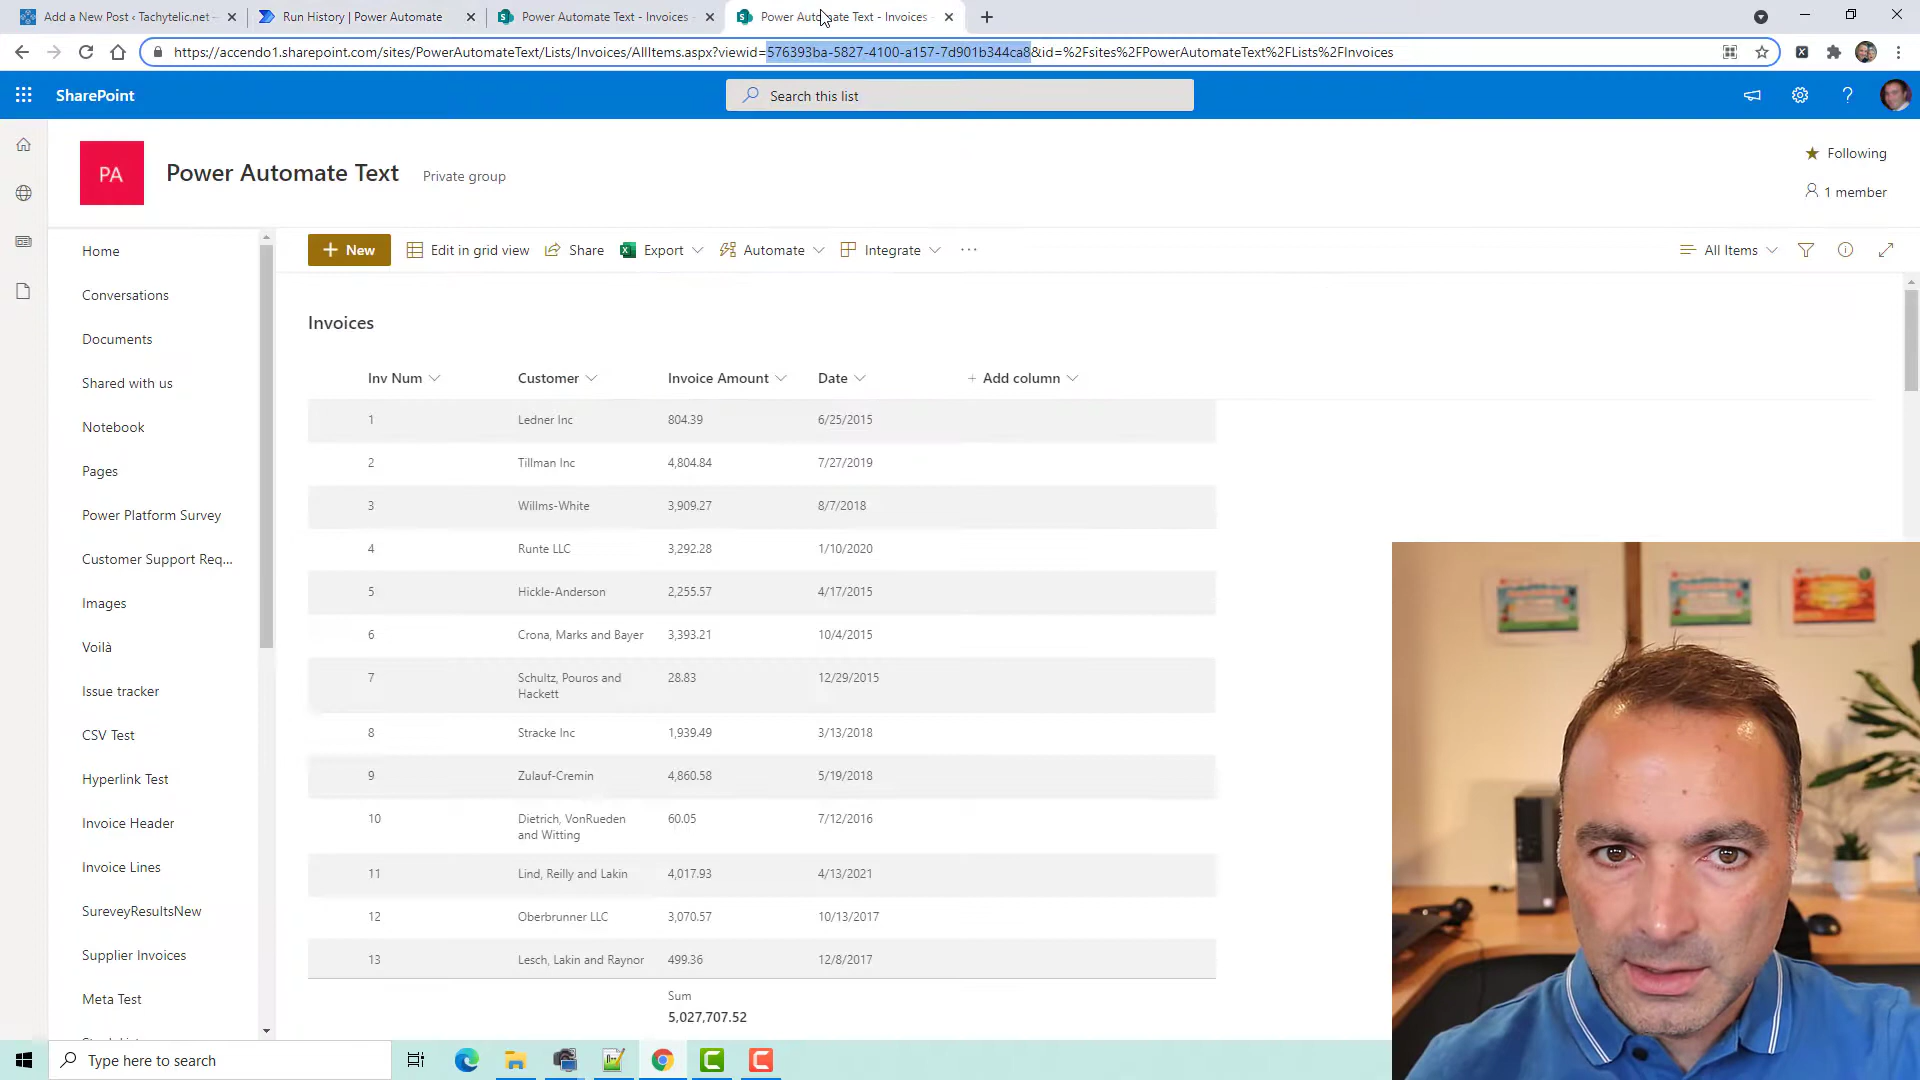 Add a New Post ‹ Tachytelic.net –
Run History | Power Automate
Power Automate Text - Invoices
Power Automate Text - Invoices
https://accendo1.sharepoint.com/sites/PowerAutomateText/Lists/Invoices/AllItems.aspx?viewid=576393ba-5827-4100-a157-7d901b344ca8&id=%2Fsites%2FPowerAutomateText%2FLists%2FInvoices
SharePoint
Search this list
PA
Power Automate Text
Private group
Following
1 member
Home
Conversations
Documents
Shared with us
Notebook
Pages
Power Platform Survey
Customer Support Req...
Images
Voilà
Issue tracker
CSV Test
Hyperlink Test
Invoice Header
Invoice Lines
SureveyResultsNew
Supplier Invoices
Meta Test
+ New
Edit in grid view
Share
Export
Automate
Integrate
...
All Items
Invoices
Inv Num Customer Invoice Amount Date + Add column
1 Ledner Inc 804.39 6/25/2015
2 Tillman Inc 4,804.84 7/27/2019
3 Willms-White 3,909.27 8/7/2018
4 Runte LLC 3,292.28 1/10/2020
5 Hickle-Anderson 2,255.57 4/17/2015
6 Crona, Marks and Bayer 3,393.21 10/4/2015
7 Schultz, Pouros and 28.83 12/29/2015
Hackett
8 Stracke Inc 1,939.49 3/13/2018
9 Zulauf-Cremin 4,860.58 5/19/2018
10 Dietrich, VonRueden 60.05 7/12/2016
and Witting
11 Lind, Reilly and Lakin 4,017.93 4/13/2021
12 Oberbrunner LLC 3,070.57 10/13/2017
13 Lesch, Lakin and Raynor 499.36 12/8/2017
Sum
5,027,707.52
Type here to search